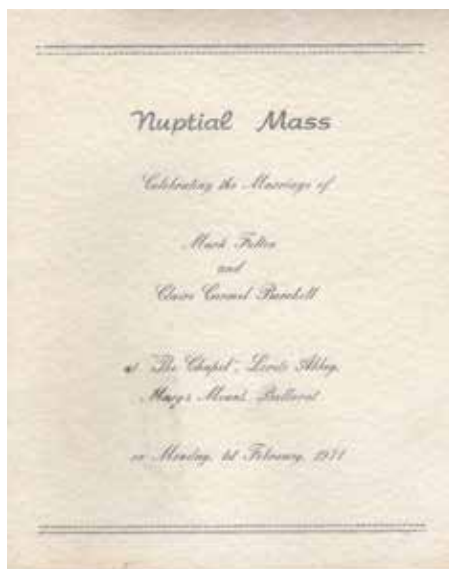 Nuptial Mass
Celebrating the Marriage of
Mark
and
Claire Carmel
at "The Chapel", Loreto Abbey,
Mary's Mount, Ballarat
on Monday, 1st February, 1971